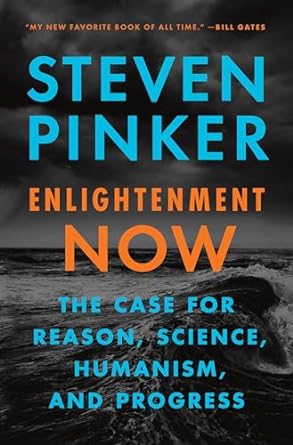 "MY NEW FAVORITE BOOK OF ALL TIME." —BILL GATES
STEVEN
PINKER
ENLIGHTENMENT
NOW
THE CASE FOR
REASON, SCIENCE,
HUMANISM,
AND PROGRESS